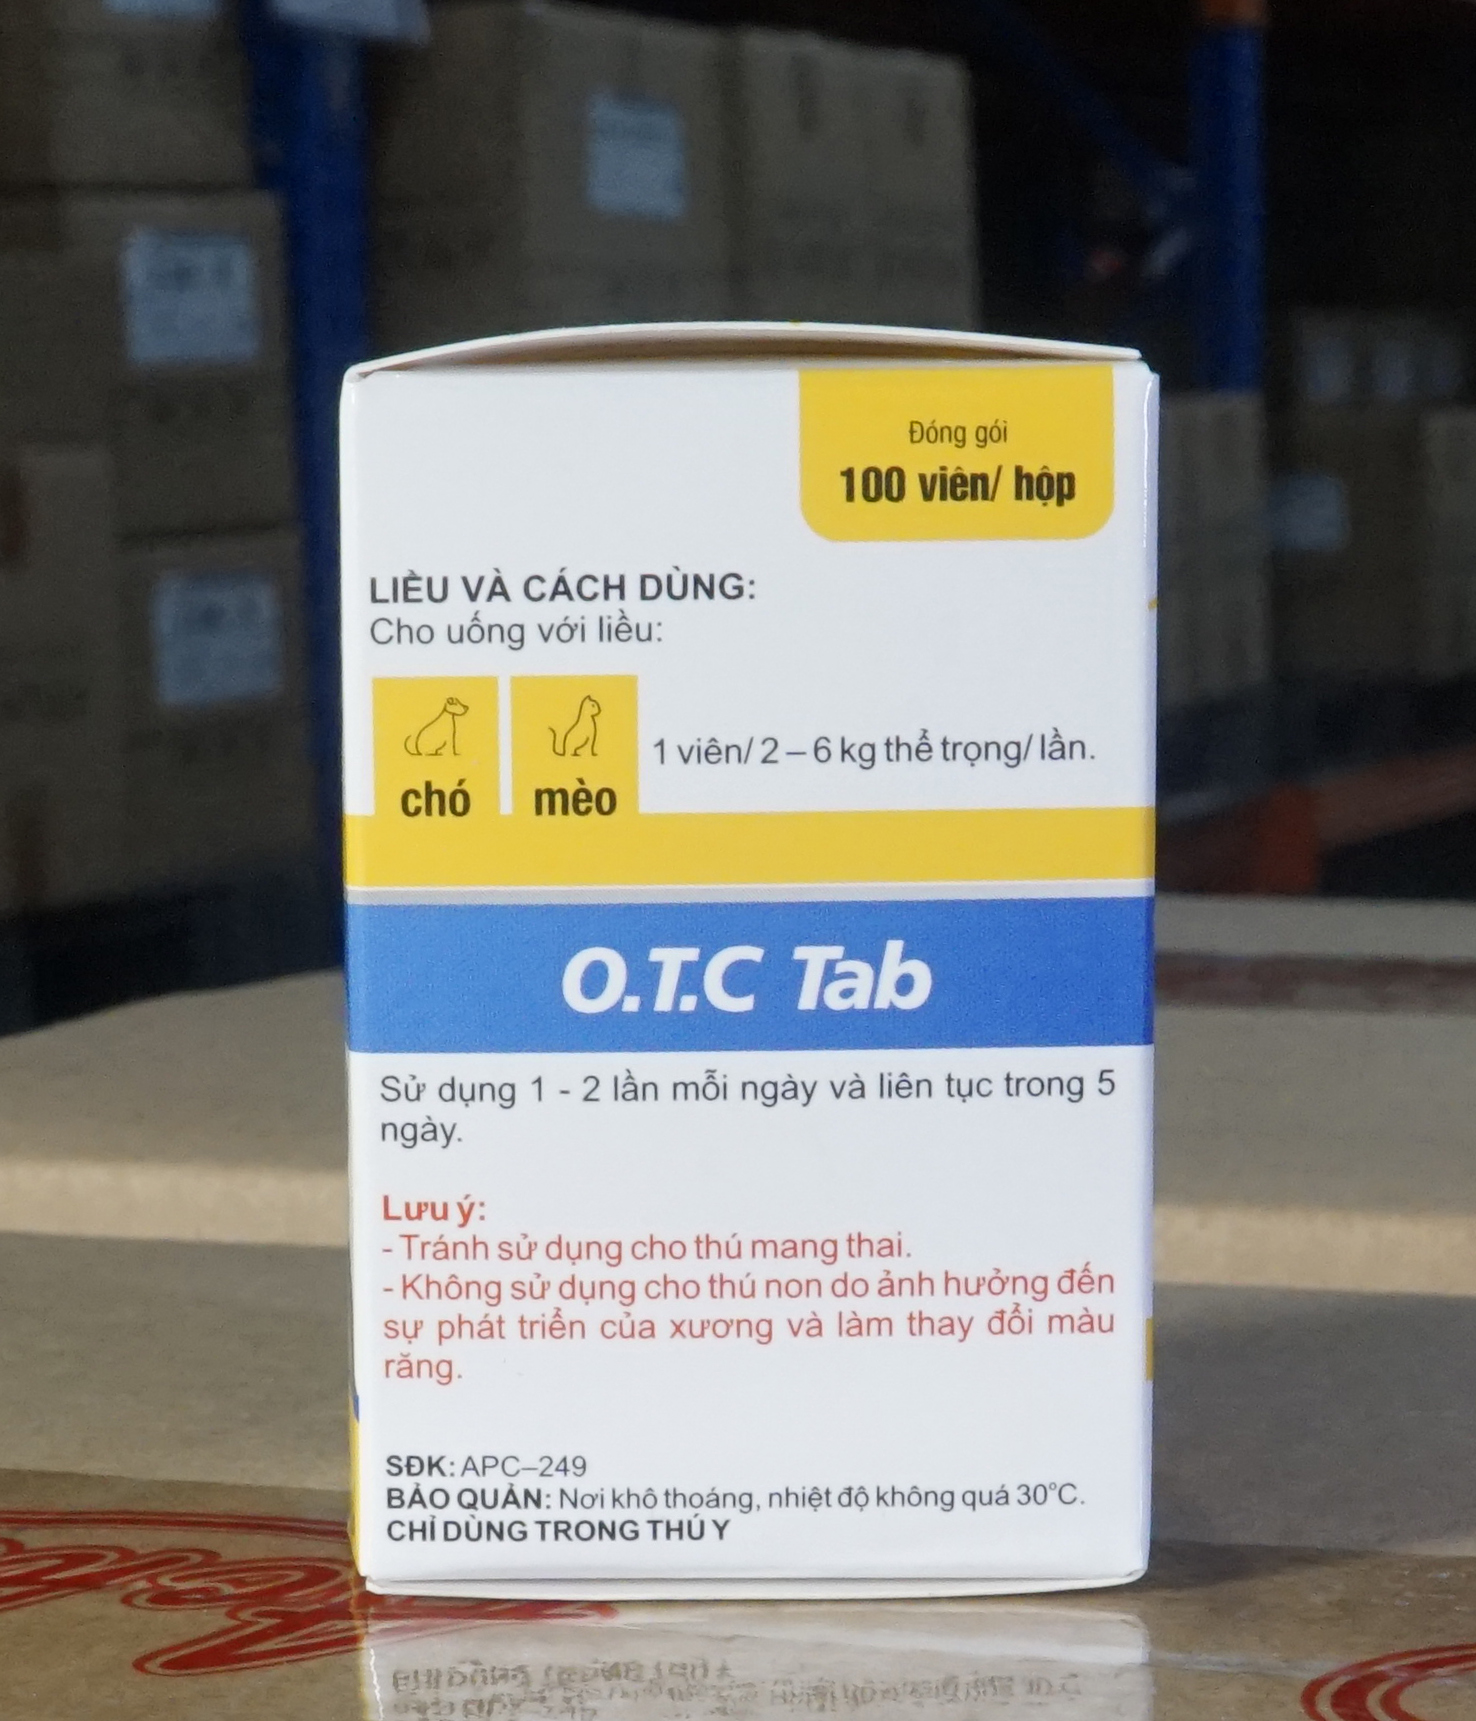 Đóng gói
100 viên/ hộp
LIỀU VÀ CÁCH DÙNG:
Cho uống với liều:
chó
mèo
1 viên/ 2 – 6 kg thể trọng/ lần.
O.T.C Tab
Sử dụng 1 - 2 lần mỗi ngày và liên tục trong 5
ngày.
Lưu ý:
- Tránh sử dụng cho thú mang thai.
- Không sử dụng cho thú non do ảnh hưởng đến
sự phát triển của xương và làm thay đổi màu
răng.
SĐK: APC–249
BẢO QUẢN: Nơi khô thoáng, nhiệt độ không quá 30°C.
CHỈ DÙNG TRONG THÚ Y